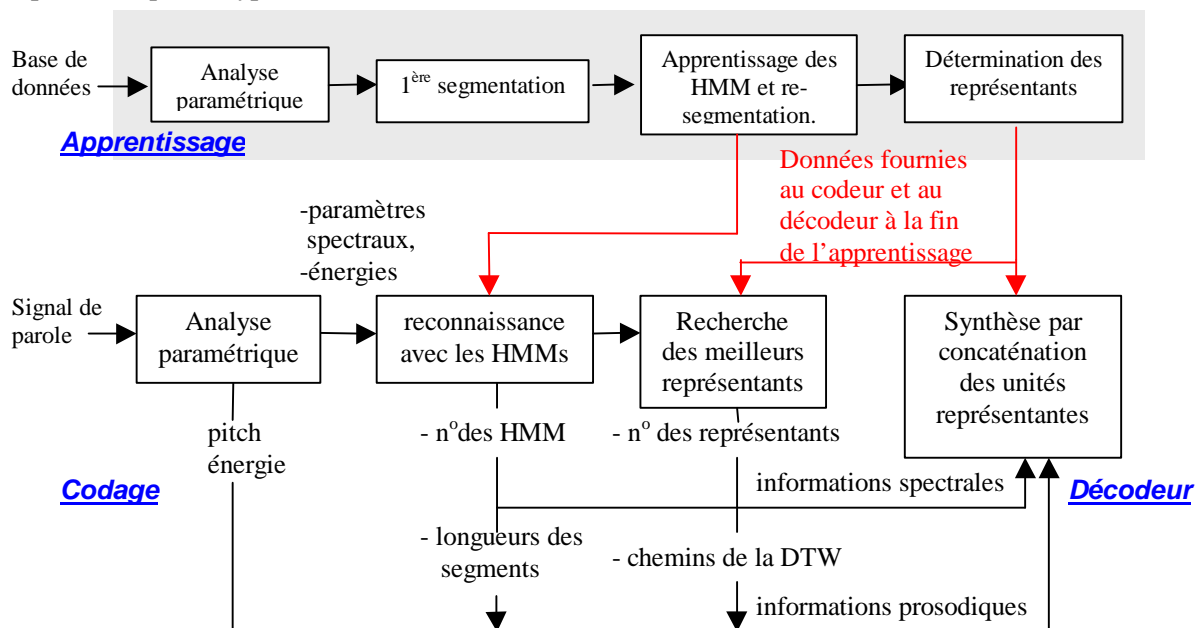 Base de
données
Analyse
paramétrique
1ère segmentation
Apprentissage des
HMM et re-
segmentation.
Détermination des
représentants
Apprentissage
Données fournies
au codeur et au
décodeur à la fin
de l’apprentissage
-paramètres
spectraux,
-énergies
Signal de
parole
Analyse
paramétrique
reconnaissance
avec les HMMs
Recherche
des meilleurs
représentants
Synthèse par
concaténation
des unités
représentantes
pitch
énergie
- nodes HMM
- no des représentants
informations spectrales
Codage
Décodeur
- longueurs des
segments
- chemins de la DTW
informations prosodiques